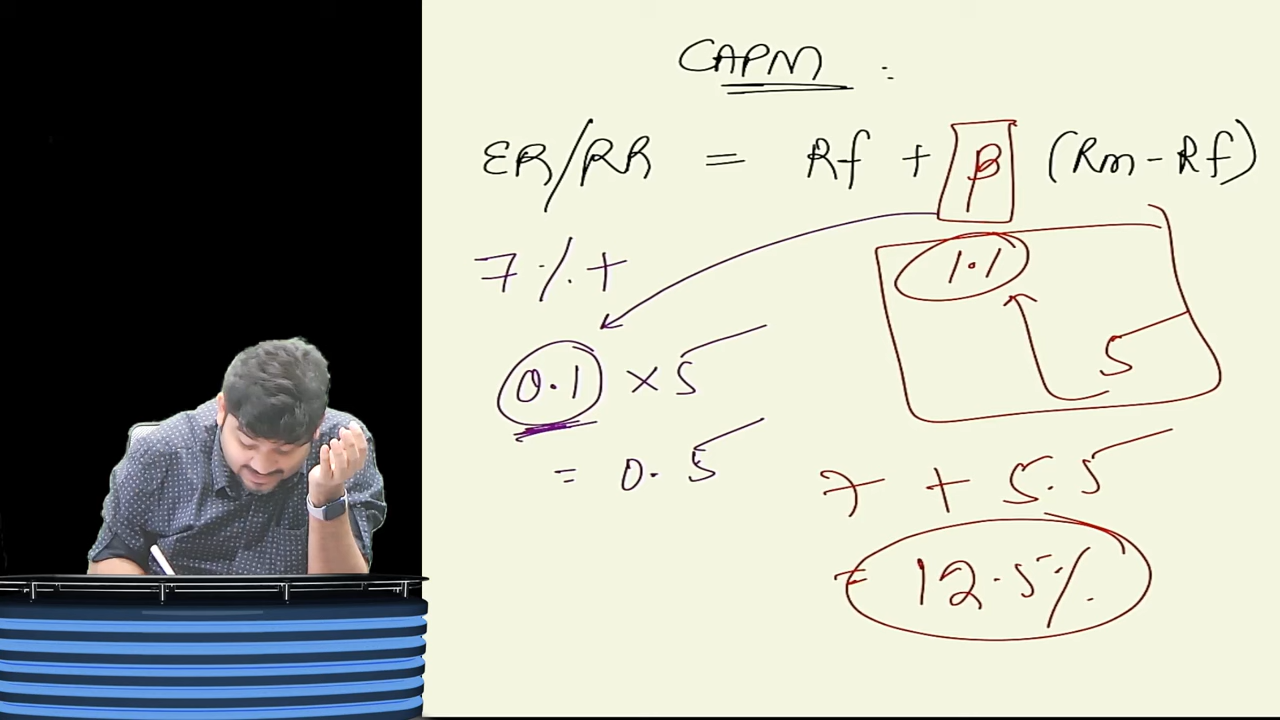 CAPM :
ER/RR = Rf + β (Rm - Rf)
7% +
1.1
5
0.1 × 5
= 0.5
7 + 5.5
= 12.5%